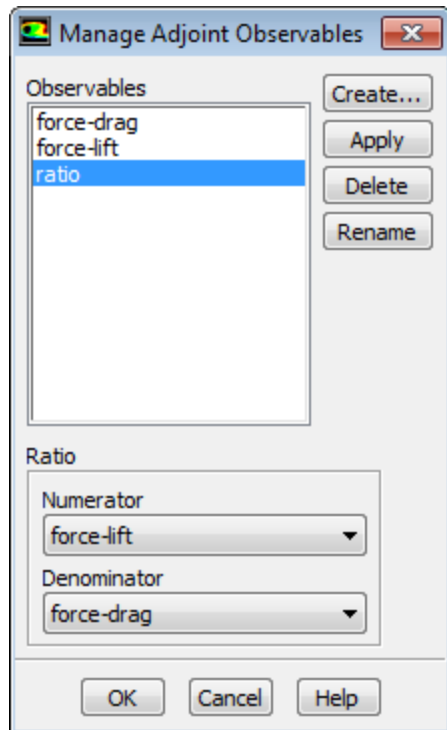 Manage Adjoint Observables
Observables
force-drag
force-lift
ratio
Create...
Apply
Delete
Rename
Ratio
Numerator
force-lift
Denominator
force-drag
OK
Cancel
Help